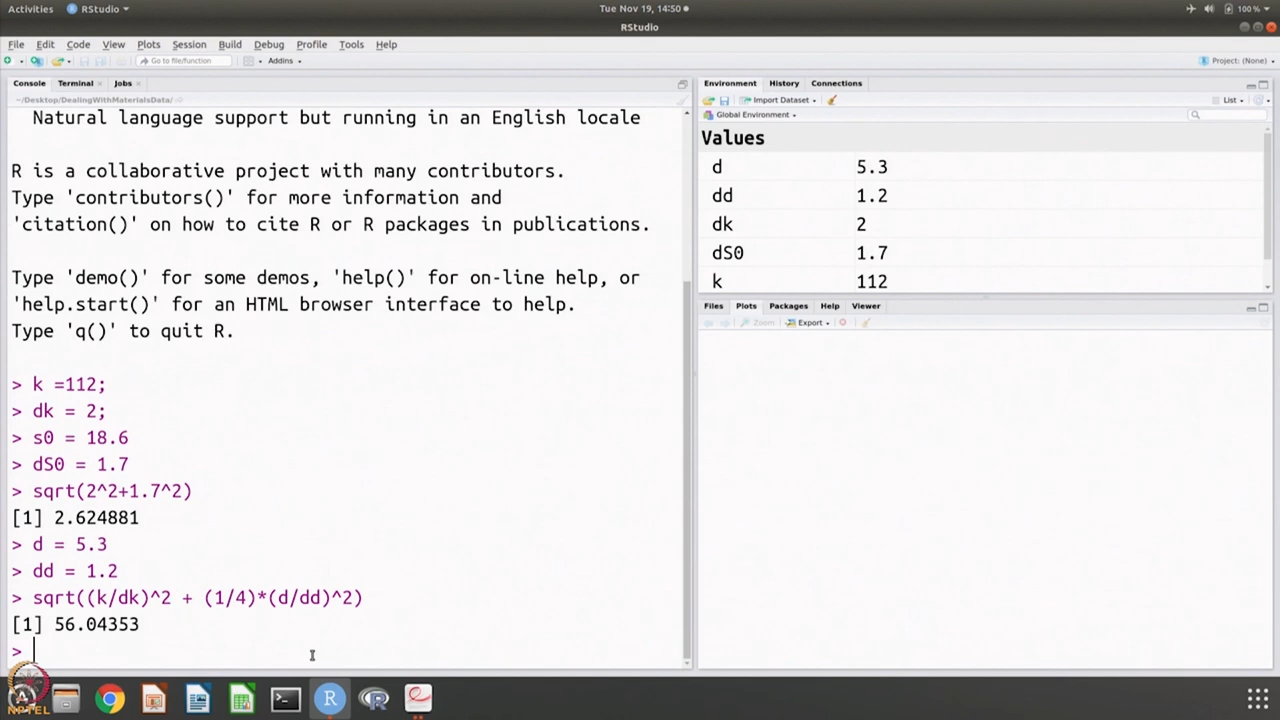 Activities RStudio Tue Nov 19, 14:50 100 %
RStudio
File Edit Code View Plots Session Build Debug Profile Tools Help
Go to file/function Addins Project: (None)
Console Terminal Jobs
~/Desktop/DealingWithMaterialsData/
Natural language support but running in an English locale
R is a collaborative project with many contributors.
Type 'contributors()' for more information and
'citation()' on how to cite R or R packages in publications.
Type 'demo()' for some demos, 'help()' for on-line help, or
'help.start()' for an HTML browser interface to help.
Type 'q()' to quit R.
> k =112;
> dk = 2;
> s0 = 18.6
> dS0 = 1.7
> sqrt(2^2+1.7^2)
[1] 2.624881
> d = 5.3
> dd = 1.2
> sqrt((k/dk)^2 + (1/4)*(d/dd)^2)
[1] 56.04353
>
Environment History Connections
Import Dataset List
Global Environment
Values
d 5.3
dd 1.2
dk 2
dS0 1.7
k 112
Files Plots Packages Help Viewer
Zoom Export
NPTEL